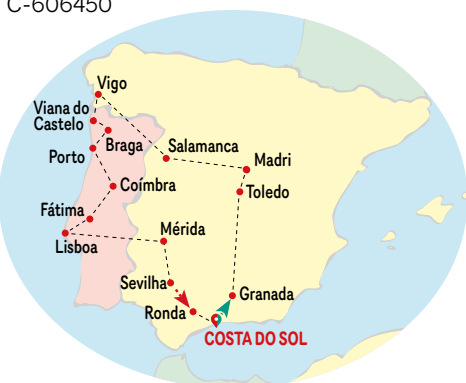 C-606450
Vigo
Viana do
Castelo
Braga
Salamanca
Porto
Madri
Coímbra
Toledo
Fátima
Mérida
Lisboa
Sevilha
Granada
Ronda
COSTA DO SOL